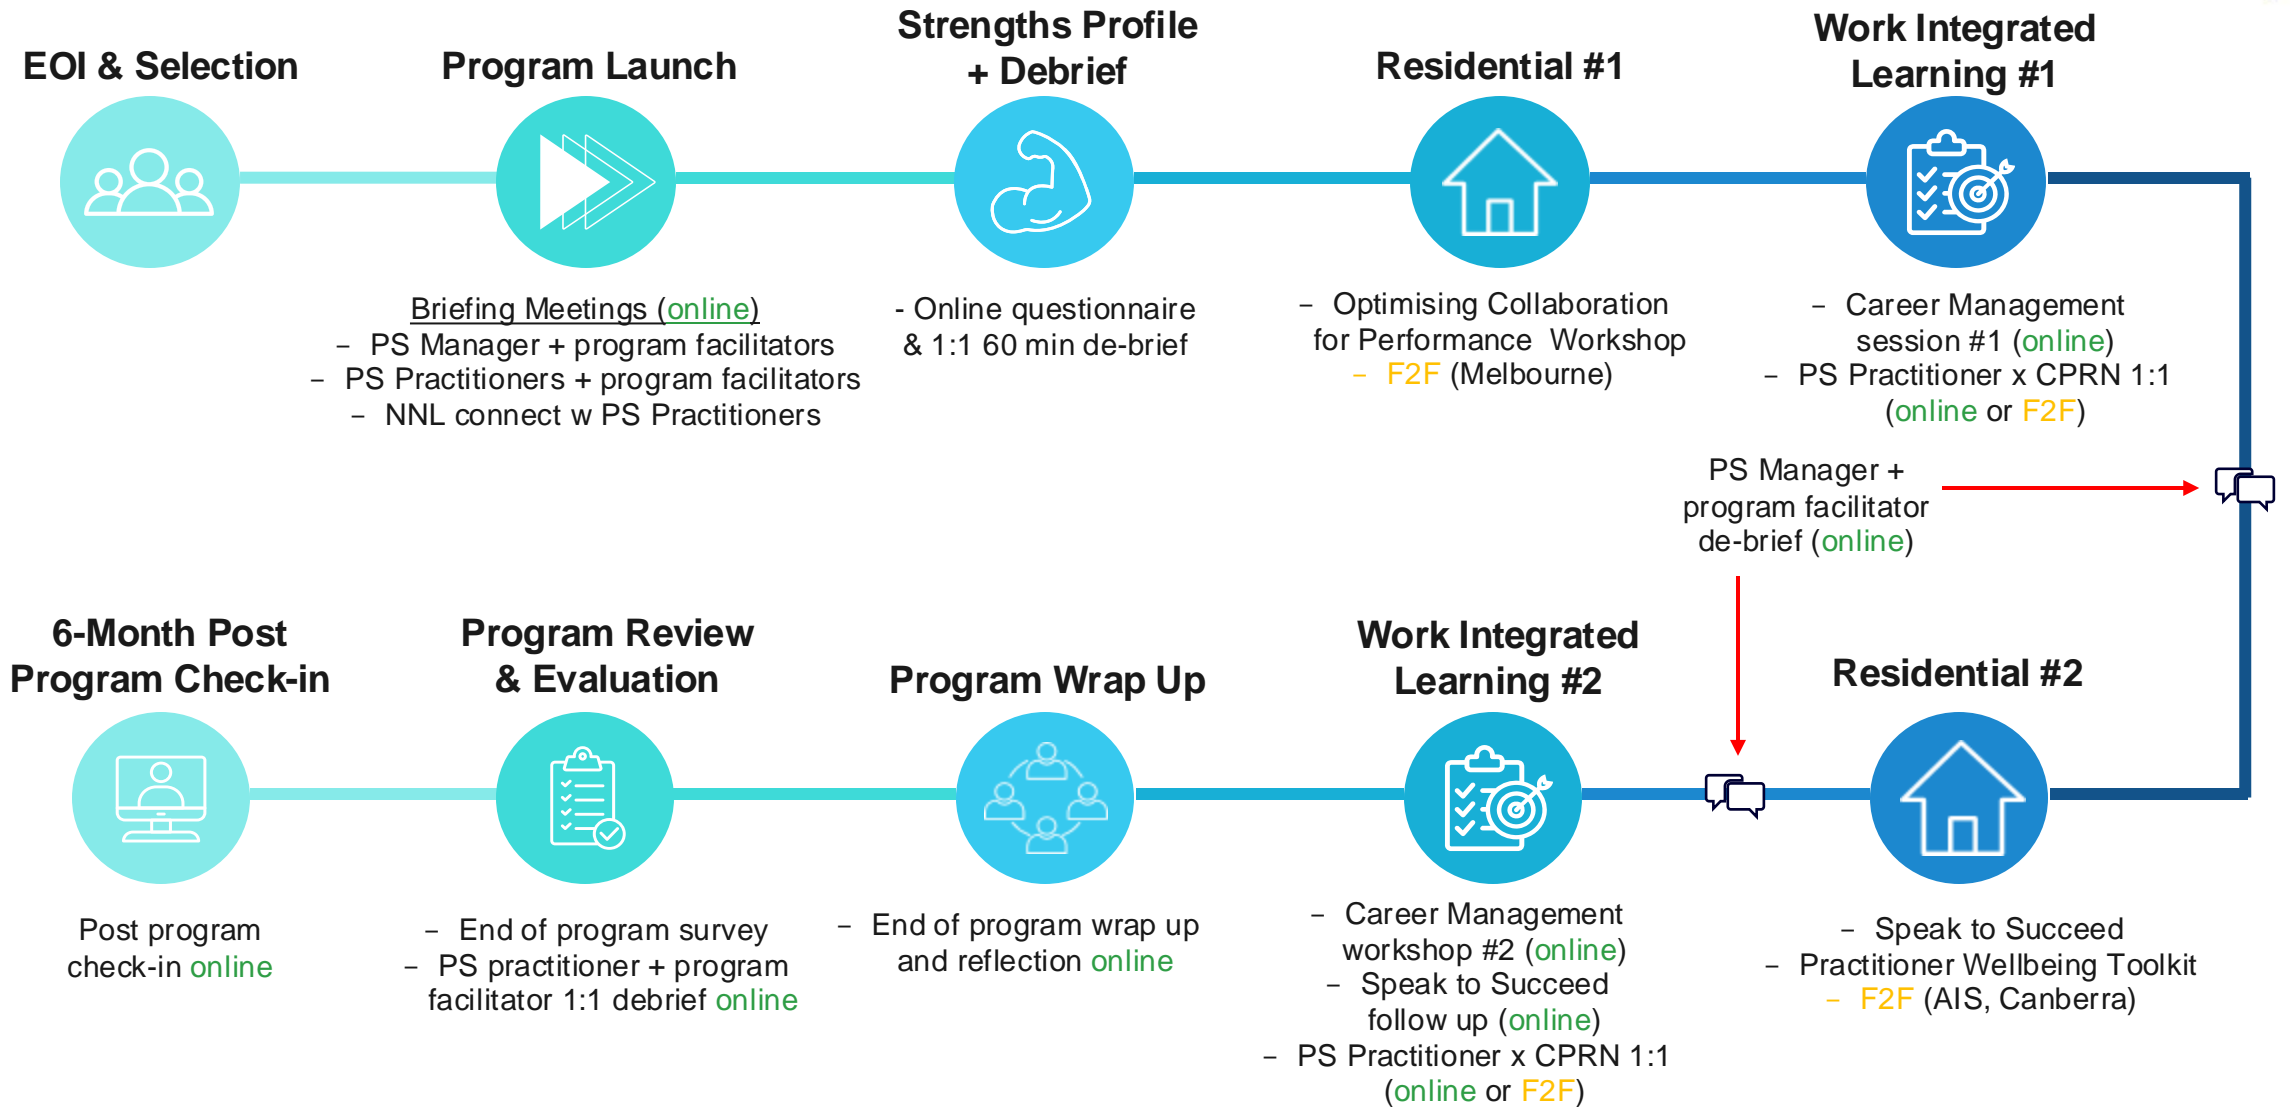 EOI & Selection
Program Launch
Strengths Profile
+ Debrief
Residential #1
Work Integrated
Learning #1
Briefing Meetings (online)
– PS Manager + program facilitators
– PS Practitioners + program facilitators
– NNL connect w PS Practitioners
- Online questionnaire
& 1:1 60 min de-brief
– Optimising Collaboration
for Performance Workshop
– F2F (Melbourne)
– Career Management
session #1 (online)
– PS Practitioner x CPRN 1:1
(online or F2F)
PS Manager +
program facilitator
de-brief (online)
6-Month Post
Program Check-in
Program Review
& Evaluation
Program Wrap Up
Work Integrated
Learning #2
Residential #2
Post program
check-in online
– End of program survey
– PS practitioner + program
facilitator 1:1 debrief online
– End of program wrap up
and reflection online
– Career Management
workshop #2 (online)
– Speak to Succeed
follow up (online)
– PS Practitioner x CPRN 1:1
(online or F2F)
– Speak to Succeed
– Practitioner Wellbeing Toolkit
– F2F (AIS, Canberra)